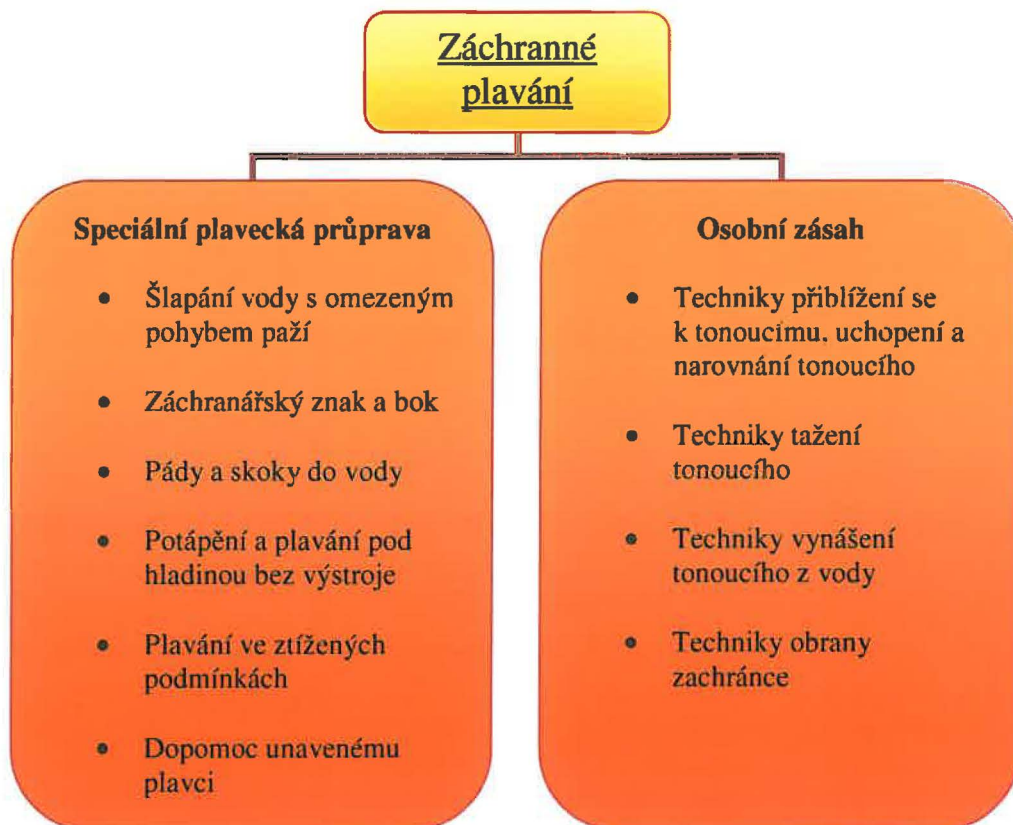 Záchranné
plavání
Speciální plavecká průprava
• Šlapání vody s omezeným
pohybem paží
• Záchranářský znak a bok
• Pády a skoky do vody
• Potápění a plavání pod
hladinou bez výstroje
• Plavání ve ztížených
podmínkách
• Dopomoc unavenému
plavci
Osobní zásah
• Techniky přiblížení se
k tonoucímu, uchopení a
narovnání tonoucího
• Techniky tažení
tonoucího
• Techniky vynášení
tonoucího z vody
• Techniky obrany
zachránce